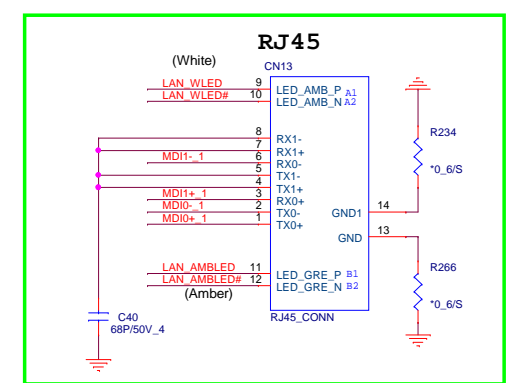 RJ45
(White)
CN13
LAN_WLED 9 LED_AMB_P A1
LAN_WLED# 10 LED_AMB_N A2
8 RX1-
7 RX1+
MDI1-_1 6 RX0-
5 TX1-
4 TX1+
MDI1+_1 3 RX0+
MDI0-_1 2 TX0-
MDI0+_1 1 TX0+
R234
*0_6/S
GND1 14
GND 13
LAN_AMBLED 11 LED_GRE_P B1
LAN_AMBLED# 12 LED_GRE_N B2
(Amber)
R266
*0_6/S
C40
68P/50V_4
RJ45_CONN